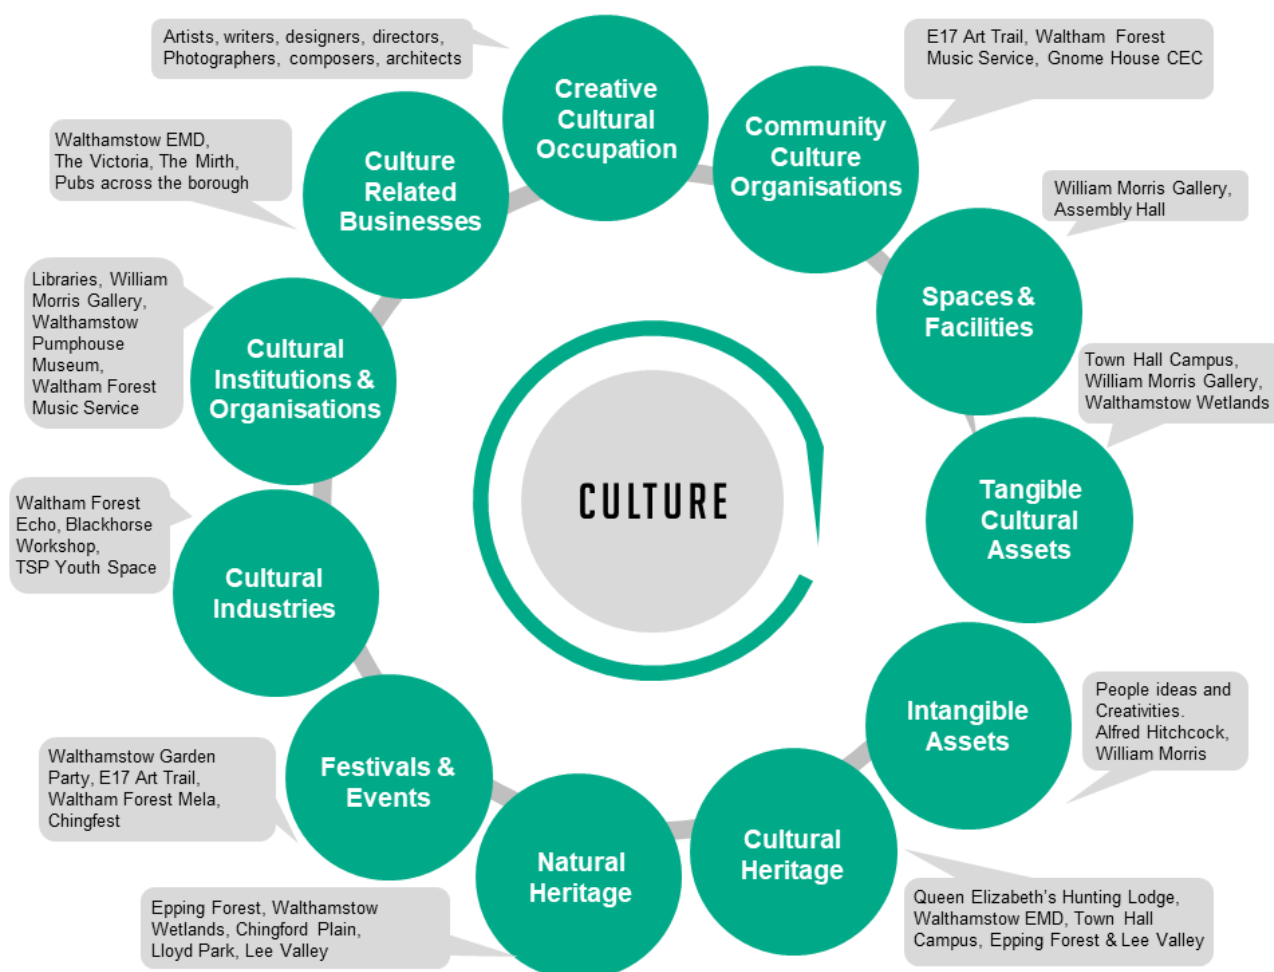 Artists, writers, designers, directors,
Photographers, composers, architects
Creative
Cultural
Occupation
E17 Art Trail, Waltham Forest
Music Service, Gnome House CEC
Community
Culture
Organisations
William Morris Gallery,
Assembly Hall
Spaces &
Facilities
Town Hall Campus,
William Morris Gallery,
Walthamstow Wetlands
Tangible
Cultural
Assets
People ideas and
Creativities.
Alfred Hitchcock,
William Morris
Intangible
Assets
Queen Elizabeth's Hunting Lodge,
Walthamstow EMD, Town Hall
Campus, Epping Forest & Lee Valley
Cultural
Heritage
Epping Forest, Walthamstow
Wetlands, Chingford Plain,
Lloyd Park, Lee Valley
Natural
Heritage
Walthamstow Garden
Party, E17 Art Trail,
Waltham Forest Mela,
Chingfest
Festivals &
Events
Waltham Forest
Echo, Blackhorse
Workshop,
TSP Youth Space
Cultural
Industries
Libraries, William
Morris Gallery,
Walthamstow
Pumphouse
Museum,
Waltham Forest
Music Service
Cultural
Institutions &
Organisations
Walthamstow EMD,
The Victoria, The Mirth,
Pubs across the borough
Culture
Related
Businesses
CULTURE